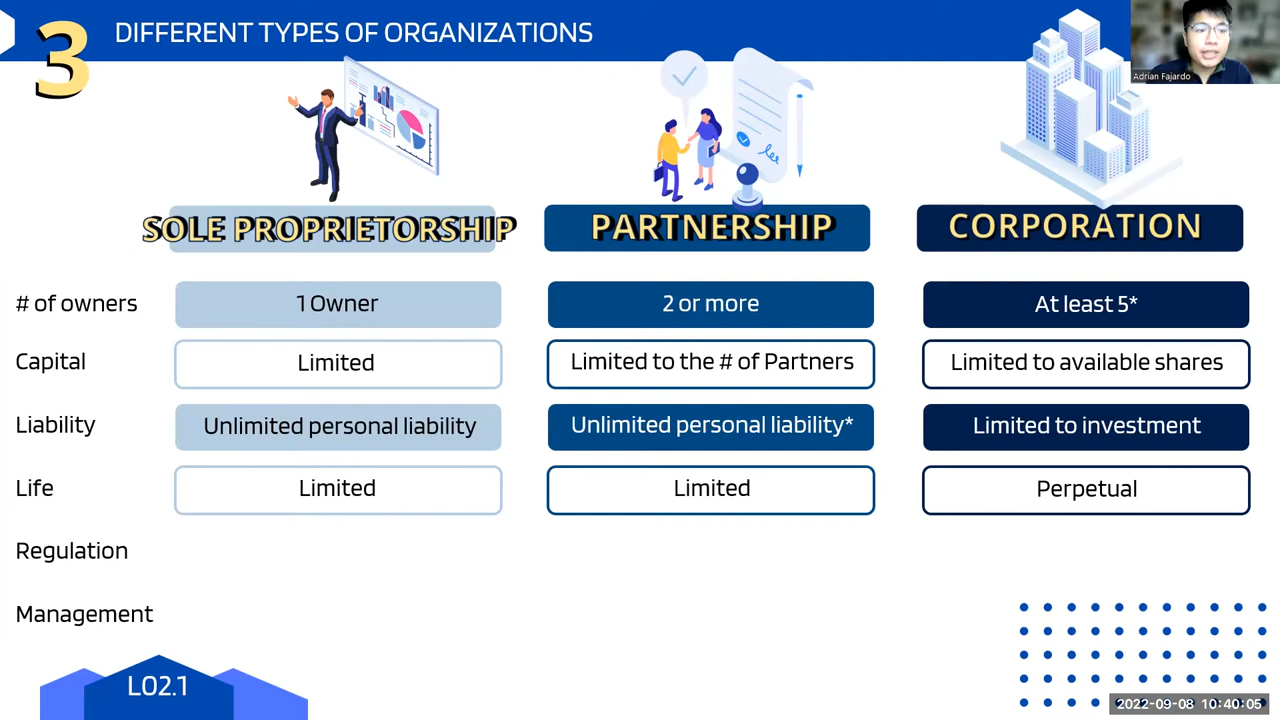 3
DIFFERENT TYPES OF ORGANIZATIONS
Adrian Fajardo
SOLE PROPRIETORSHIP
PARTNERSHIP
CORPORATION
# of owners
1 Owner
2 or more
At least 5*
Capital
Limited
Limited to the # of Partners
Limited to available shares
Liability
Unlimited personal liability
Unlimited personal liability*
Limited to investment
Life
Limited
Limited
Perpetual
Regulation
Management
LO2.1
2022-09-08 10:40:05